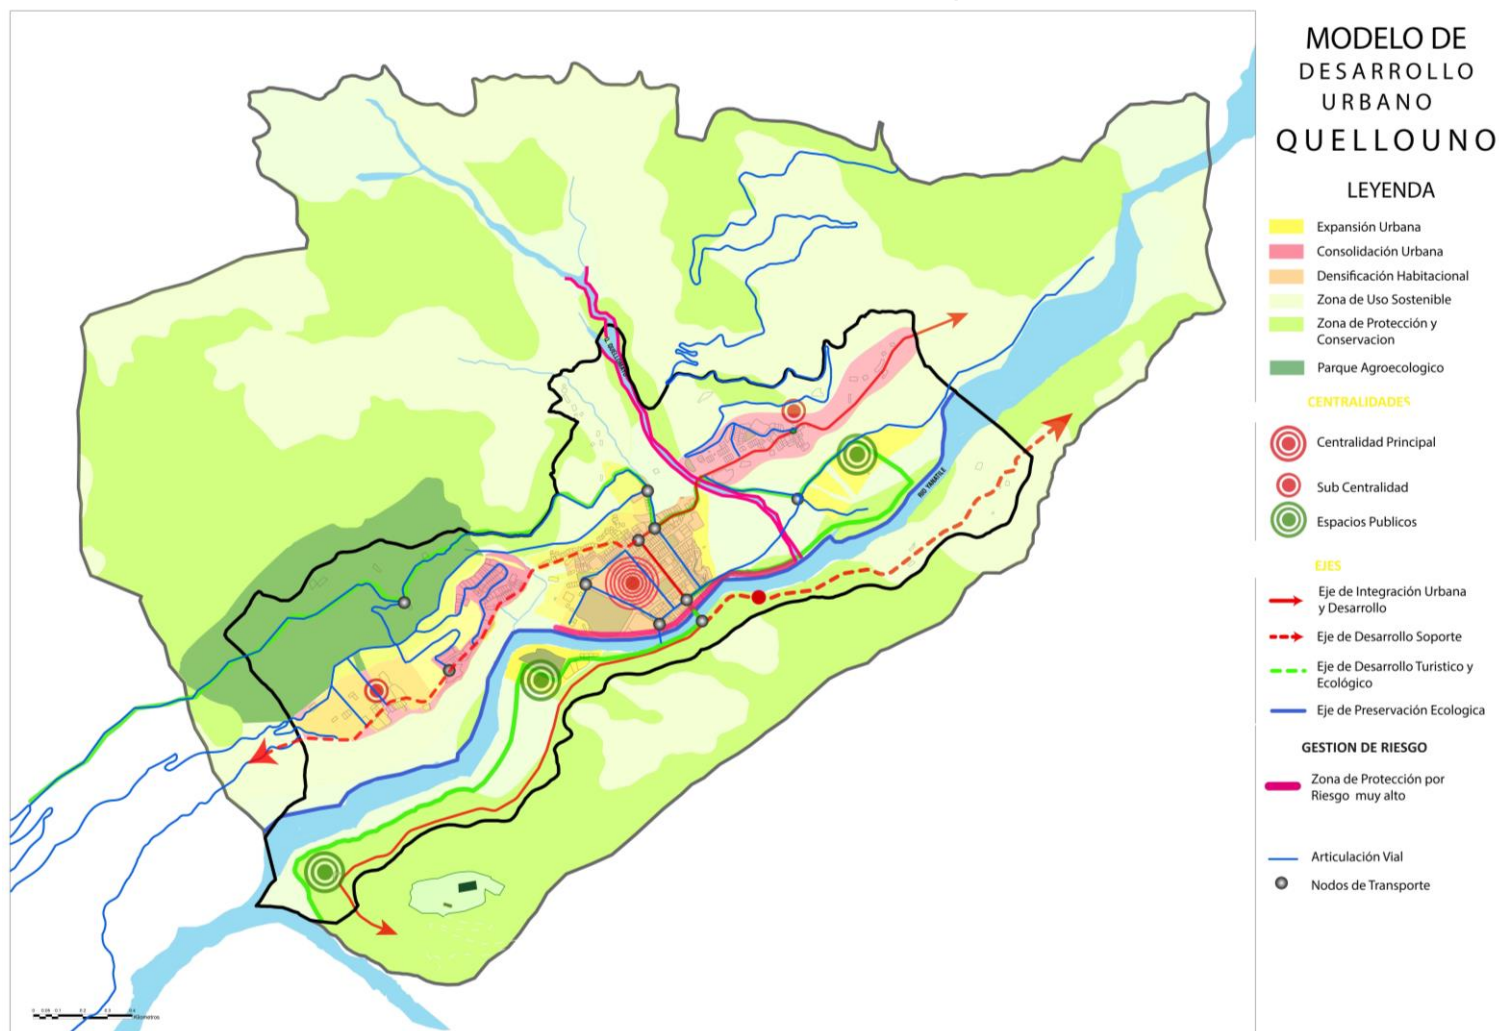 MODELO DE
DESARROLLO
URBANO
QUELLOUNO
LEYENDA
Expansión Urbana
Consolidación Urbana
Densificación Habitacional
Zona de Uso Sostenible
Zona de Protección y
Conservacion
Parque Agroecologico
CENTRALIDADES
Centralidad Principal
Sub Centralidad
Espacios Publicos
EJES
Eje de Integración Urbana
y Desarrollo
Eje de Desarrollo Soporte
Eje de Desarrollo Turistico y
Ecológico
Eje de Preservación Ecologica
GESTION DE RIESGO
Zona de Protección por
Riesgo muy alto
Articulación Vial
Nodos de Transporte
RIO YANATILE
Kilometros